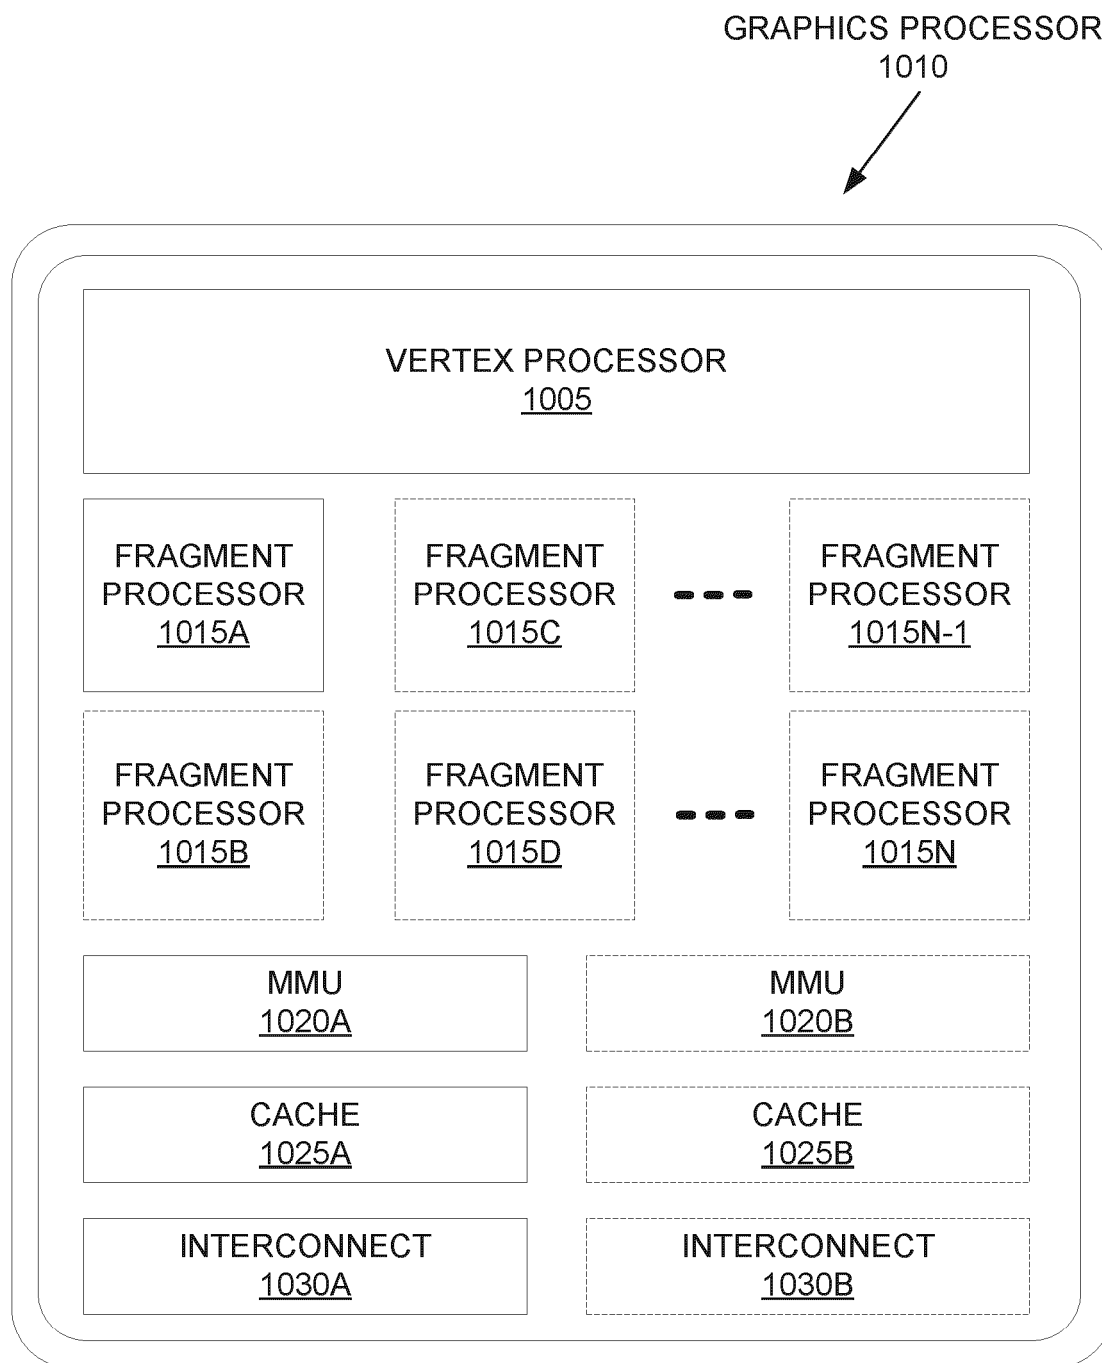 GRAPHICS PROCESSOR
1010
VERTEX PROCESSOR
1005
FRAGMENT
PROCESSOR
1015A
FRAGMENT
PROCESSOR
1015C
FRAGMENT
PROCESSOR
1015N-1
FRAGMENT
PROCESSOR
1015B
FRAGMENT
PROCESSOR
1015D
FRAGMENT
PROCESSOR
1015N
MMU
1020A
MMU
1020B
CACHE
1025A
CACHE
1025B
INTERCONNECT
1030A
INTERCONNECT
1030B